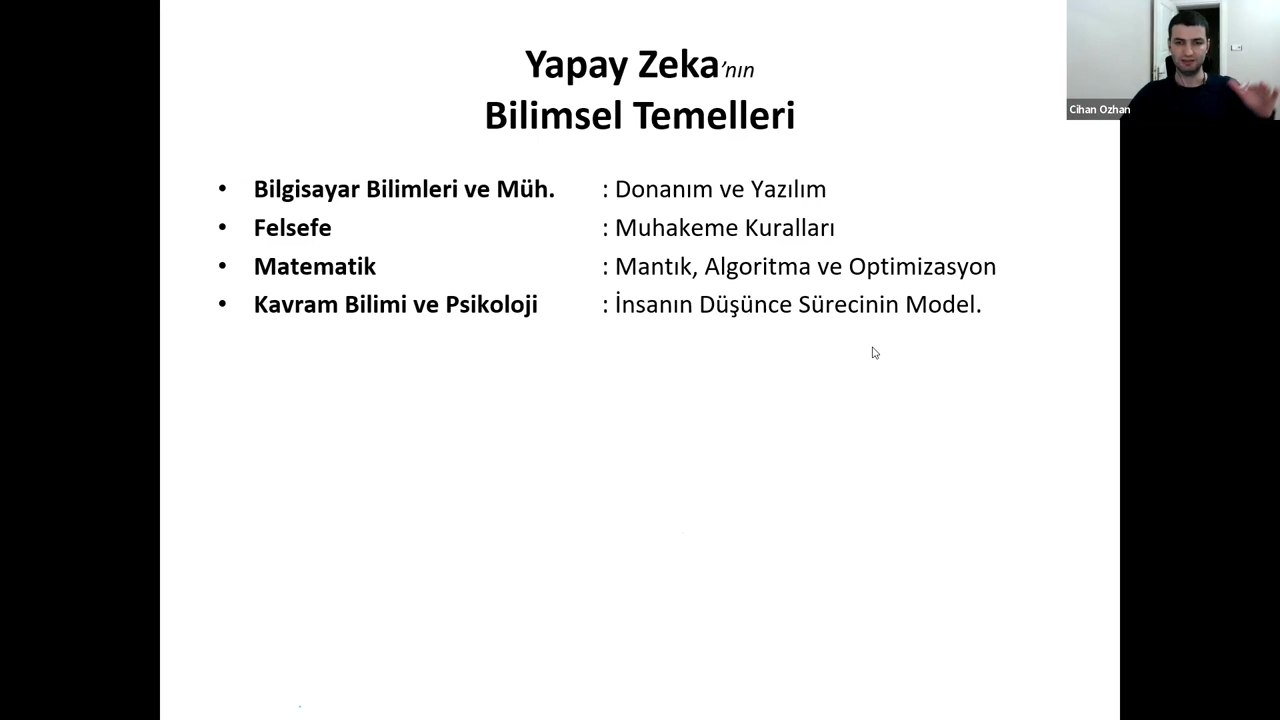 Yapay Zeka'nın
Bilimsel Temelleri
Cihan Ozhan
• Bilgisayar Bilimleri ve Müh. : Donanım ve Yazılım
• Felsefe : Muhakeme Kuralları
• Matematik : Mantık, Algoritma ve Optimizasyon
• Kavram Bilimi ve Psikoloji : İnsanın Düşünce Sürecinin Model.